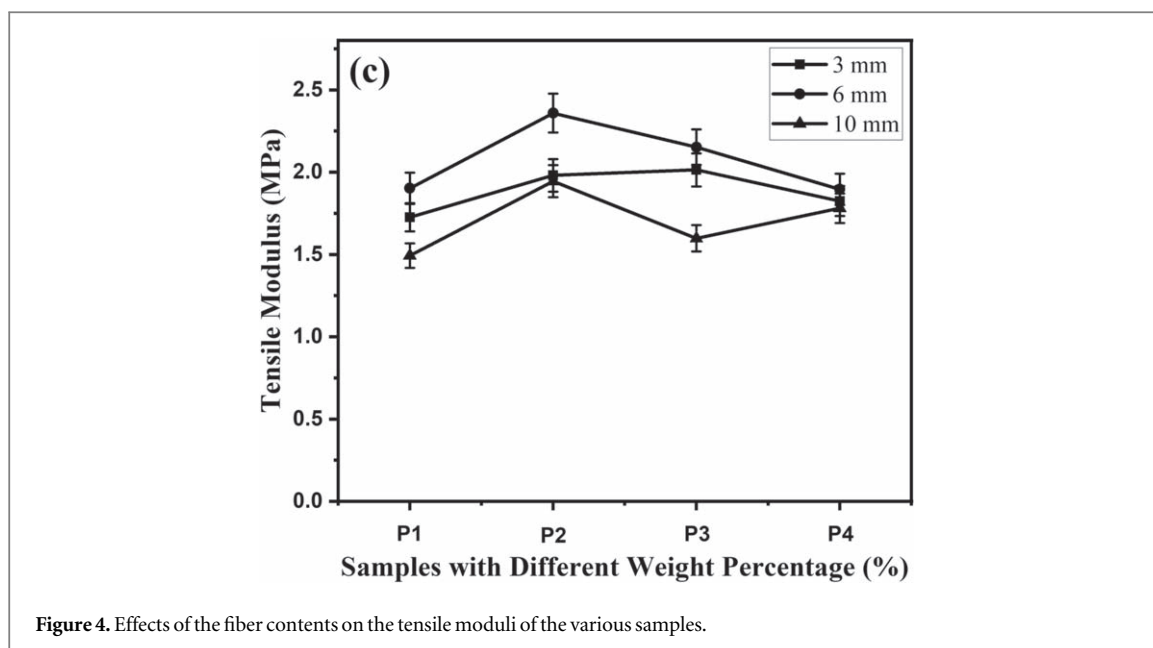 (c)
3 mm
6 mm
10 mm
Tensile Modulus (MPa)
2.5
2.0
1.5
1.0
0.5
0.0
P1 P2 P3 P4
Samples with Different Weight Percentage (%)
Figure 4. Effects of the fiber contents on the tensile moduli of the various samples.